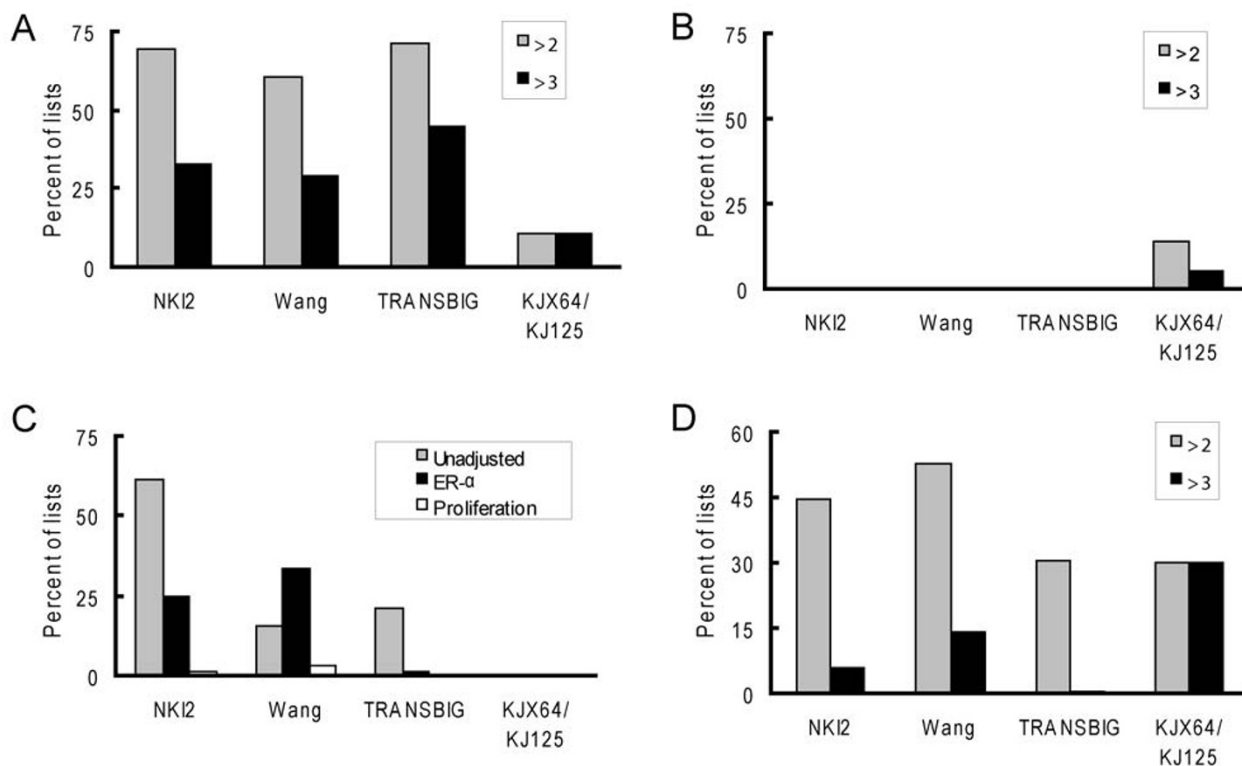 A
75
50
25
0
Percent of lists
>2
>3
NKI2
Wang
TRANSBIG
KJX64/
KJ125
B
75
50
25
0
Percent of lists
>2
>3
NKI2
Wang
TRANSBIG
KJX64/
KJ125
C
75
50
25
0
Percent of lists
Unadjusted
ER-α
Proliferation
NKI2
Wang
TRANSBIG
KJX64/
KJ125
D
60
45
30
15
0
Percent of lists
>2
>3
NKI2
Wang
TRANSBIG
KJX64/
KJ125